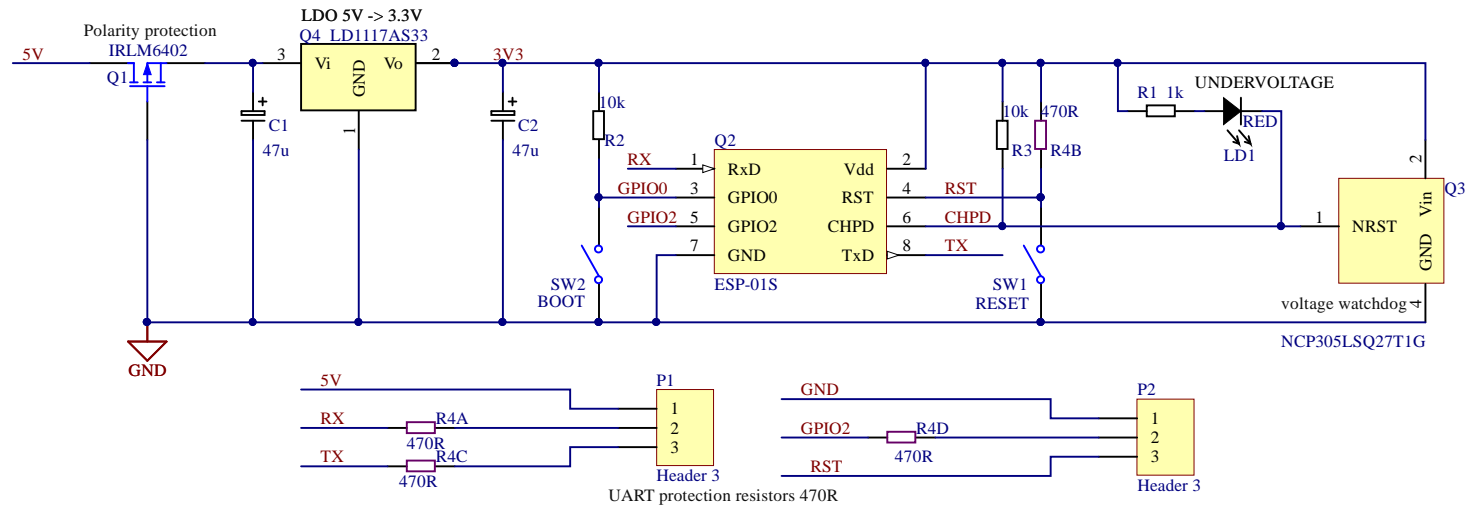 Polarity protection
IRLM6402
5V
Q1
LDO 5V -> 3.3V
Q4 LD1117AS33
3
Vi
Vo
GND
1
2
3V3
C1
47u
C2
47u
10k
R2
Q2
RX
1
RxD
Vdd
2
GPIO0
3
GPIO0
RST
4
RST
GPIO2
5
GPIO2
CHPD
6
CHPD
7
GND
TxD
8
TX
ESP-01S
SW2
BOOT
10k
R3
470R
R4B
SW1
RESET
UNDERVOLTAGE
R1 1k
RED
LD1
2
Q3
Vin
1
NRST
GND
4
voltage watchdog
NCP305LSQ27T1G
GND
5V
P1
1
RX
R4A
470R
2
TX
R4C
470R
3
Header 3
GND
P2
1
GPIO2
R4D
470R
2
RST
3
Header 3
UART protection resistors 470R